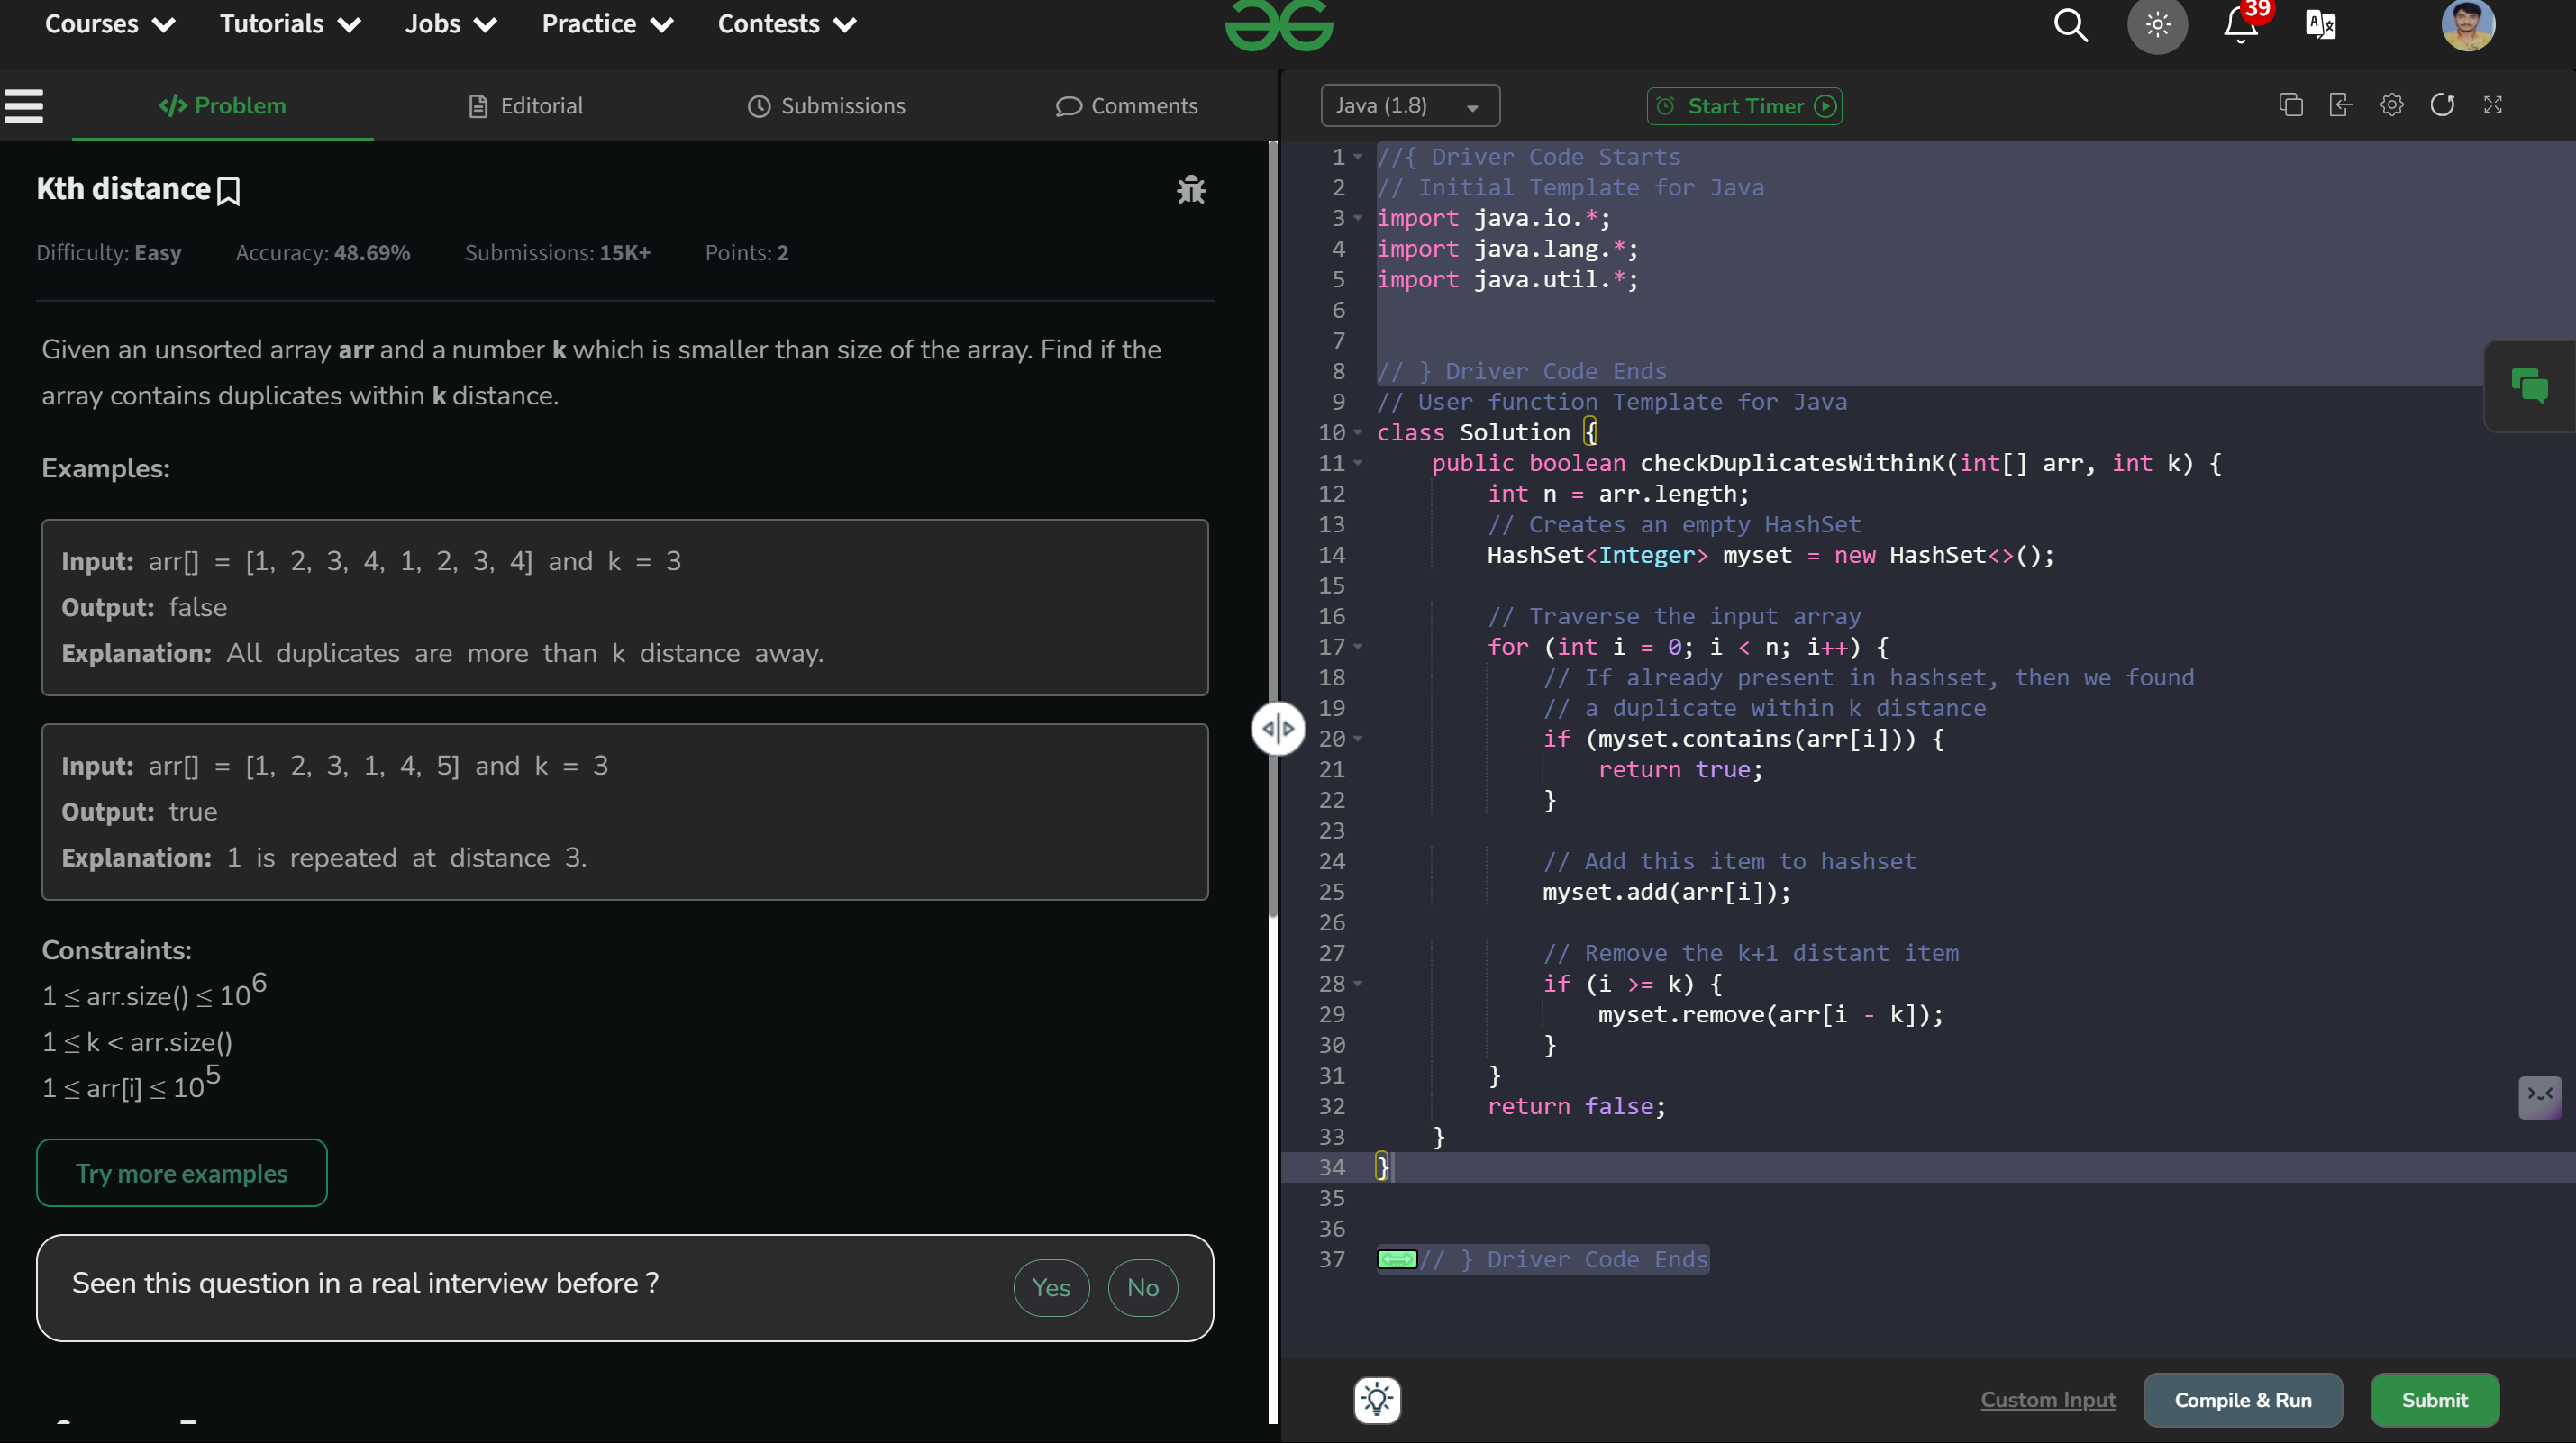 Courses Tutorials Jobs Practice Contests 39
Problem Editorial Submissions Comments
Kth distance
Difficulty: Easy Accuracy: 48.69% Submissions: 15K+ Points: 2
Given an unsorted array arr and a number k which is smaller than size of the array. Find if the
array contains duplicates within k distance.
Examples:
Input: arr[] = [1, 2, 3, 4, 1, 2, 3, 4] and k = 3
Output: false
Explanation: All duplicates are more than k distance away.
Input: arr[] = [1, 2, 3, 1, 4, 5] and k = 3
Output: true
Explanation: 1 is repeated at distance 3.
Constraints:
1 ≤ arr.size() ≤ 10^6
1 ≤ k < arr.size()
1 ≤ arr[i] ≤ 10^5
Try more examples
Seen this question in a real interview before ? Yes No
Java (1.8) Start Timer
1 //{ Driver Code Starts
2 // Initial Template for Java
3 import java.io.*;
4 import java.lang.*;
5 import java.util.*;
6
7
8 // } Driver Code Ends
9 // User function Template for Java
10 class Solution {
11 public boolean checkDuplicatesWithinK(int[] arr, int k) {
12 int n = arr.length;
13 // Creates an empty HashSet
14 HashSet<Integer> myset = new HashSet<>();
15
16 // Traverse the input array
17 for (int i = 0; i < n; i++) {
18 // If already present in hashset, then we found
19 // a duplicate within k distance
20 if (myset.contains(arr[i])) {
21 return true;
22 }
23
24 // Add this item to hashset
25 myset.add(arr[i]);
26
27 // Remove the k+1 distant item
28 if (i >= k) {
29 myset.remove(arr[i - k]);
30 }
31 }
32 return false;
33 }
34 }
35
36
37 // } Driver Code Ends
Custom Input Compile & Run Submit